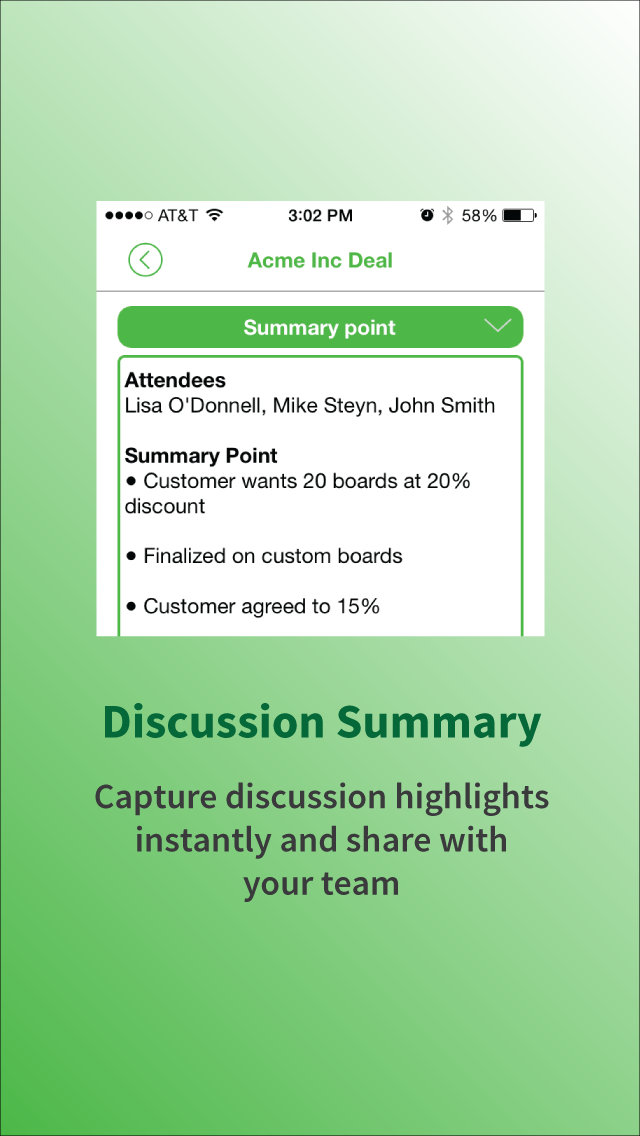 AT&T 3:02 PM 58%
Acme Inc Deal
Summary point
Attendees
Lisa O'Donnell, Mike Steyn, John Smith
Summary Point
• Customer wants 20 boards at 20%
discount
• Finalized on custom boards
• Customer agreed to 15%
Discussion Summary
Capture discussion highlights
instantly and share with
your team